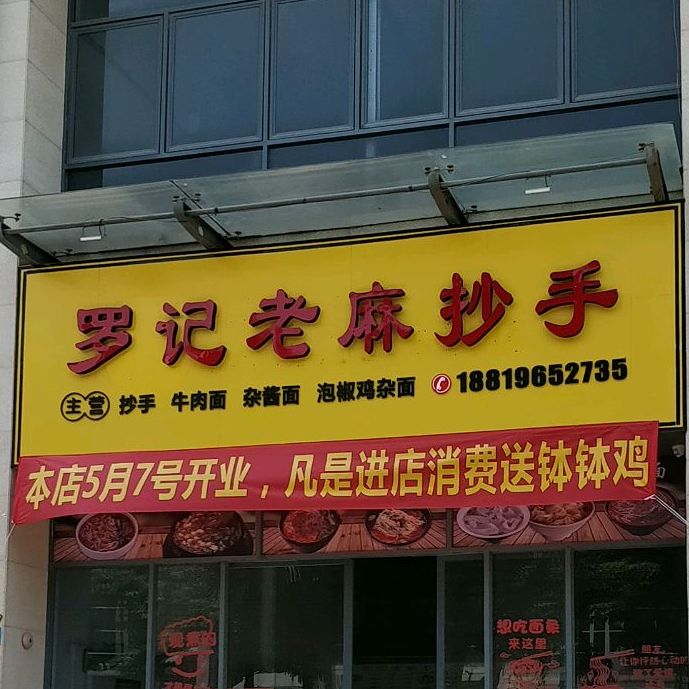 罗记老麻抄手
主营 抄手 牛肉面 杂酱面 泡椒鸡杂面 18819652735
本店5月7号开业，凡是进店消费送钵钵鸡
想吃面条
来这里
朋友，